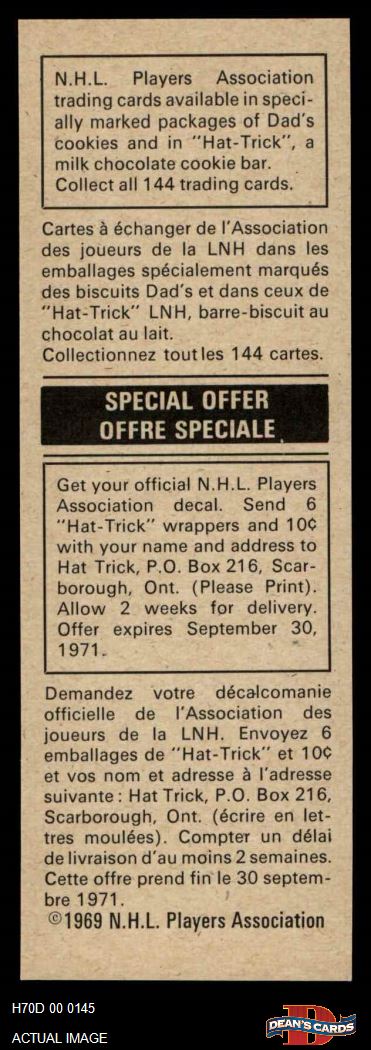 N.H.L. Players Association
trading cards available in speci-
ally marked packages of Dad's
cookies and in "Hat-Trick", a
milk chocolate cookie bar.
Collect all 144 trading cards.
Cartes à échanger de l'Association
des joueurs de la LNH dans les
emballages spécialement marqués
des biscuits Dad's et dans ceux de
"Hat-Trick" LNH, barre-biscuit au
chocolat au lait.
Collectionnez toutles 144 cartes.
SPECIAL OFFER
OFFRE SPECIALE
Get your official N.H.L. Players
Association decal. Send 6
"Hat-Trick" wrappers and 10¢
with your name and address to
Hat Trick, P.O. Box 216, Scar-
borough, Ont. (Please Print).
Allow 2 weeks for delivery.
Offer expires September 30,
1971.
Demandez votre décalcomanie
officielle de l'Association des
joueurs de la LNH. Envoyez 6
emballages de "Hat-Trick" et 10¢
et vos nom et adresse à l'adresse
suivante : Hat Trick, P.O. Box 216,
Scarborough, Ont. (écrire en let-
tres moulées). Compter un délai
de livraison d'au moins 2 semaines.
Cette offre prend fin le 30 septem-
bre 1971.
©1969 N.H.L. Players Association
H70D 00 0145
ACTUAL IMAGE
DEAN'S CARDS